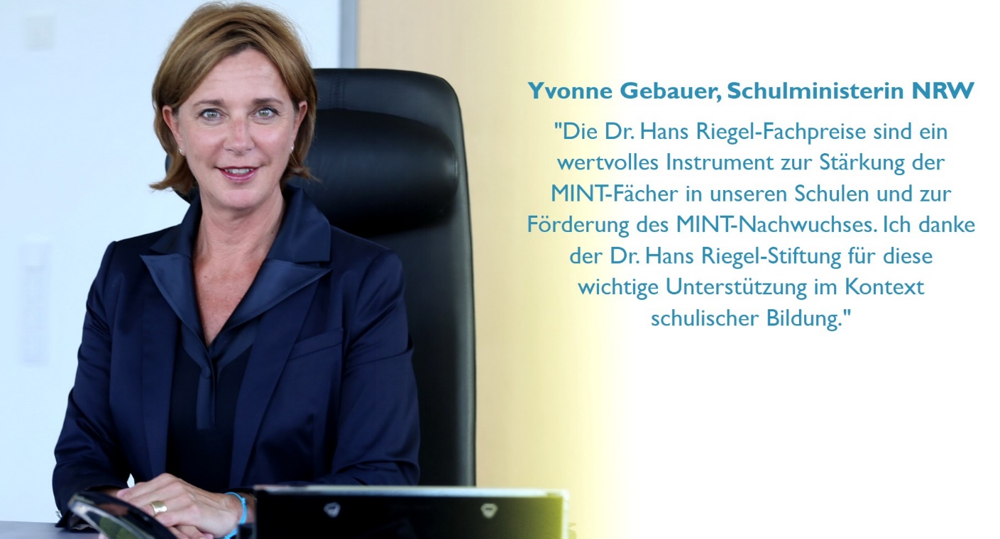 Yvonne Gebauer, Schulministerin NRW
"Die Dr. Hans Riegel-Fachpreise sind ein
wertvolles Instrument zur Stärkung der
MINT-Fächer in unseren Schulen und zur
Förderung des MINT-Nachwuchses. Ich danke
der Dr. Hans Riegel-Stiftung für diese
wichtige Unterstützung im Kontext
schulischer Bildung."